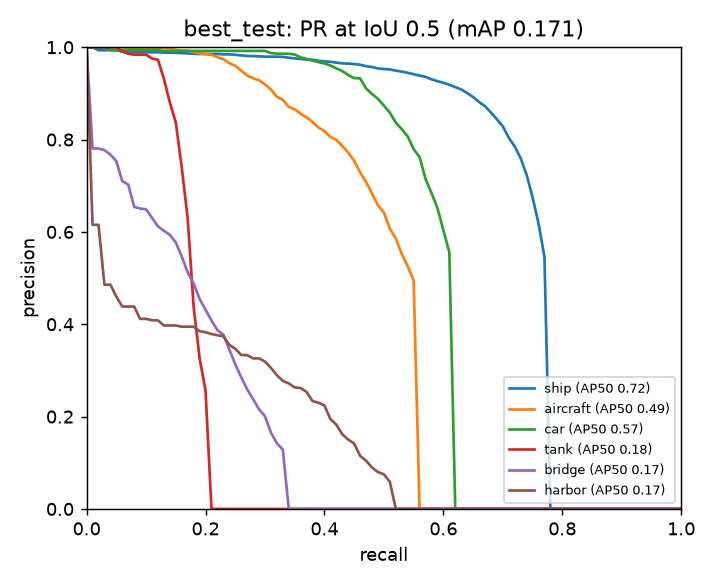 best_test: PR at IoU 0.5 (mAP 0.171)
precision
1.0
0.8
0.6
0.4
0.2
0.0
ship (AP50 0.72)
aircraft (AP50 0.49)
car (AP50 0.57)
tank (AP50 0.18)
bridge (AP50 0.17)
harbor (AP50 0.17)
0.0 0.2 0.4 0.6 0.8 1.0
recall